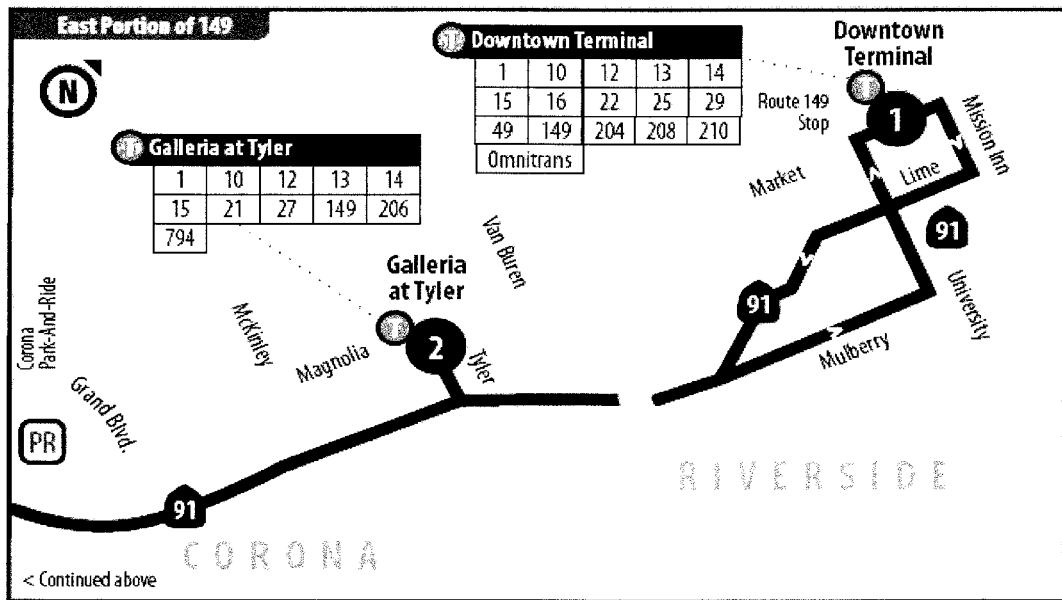 East Portion of 149
N
T Downtown Terminal
1 10 12 13 14
15 16 22 25 29
49 149 204 208 210
Omnitrans
Downtown
Terminal
T
Route 149
Stop
1
Mission Inn
Lime
Market
91
University
91
Mulberry
T Galleria at Tyler
1 10 12 13 14
15 21 27 149 206
794
Van Buren
Galleria
at Tyler
T
2
Tyler
Magnolia
McKinley
Corona
Park-And-Ride
Grand Blvd.
PR
91
RIVERSIDE
CORONA
< Continued above